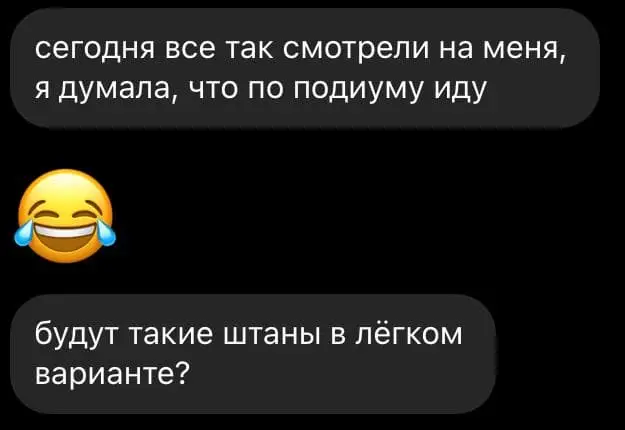 сегодня все так смотрели на меня,
я думала, что по подиуму иду
😂
будут такие штаны в лёгком
варианте?